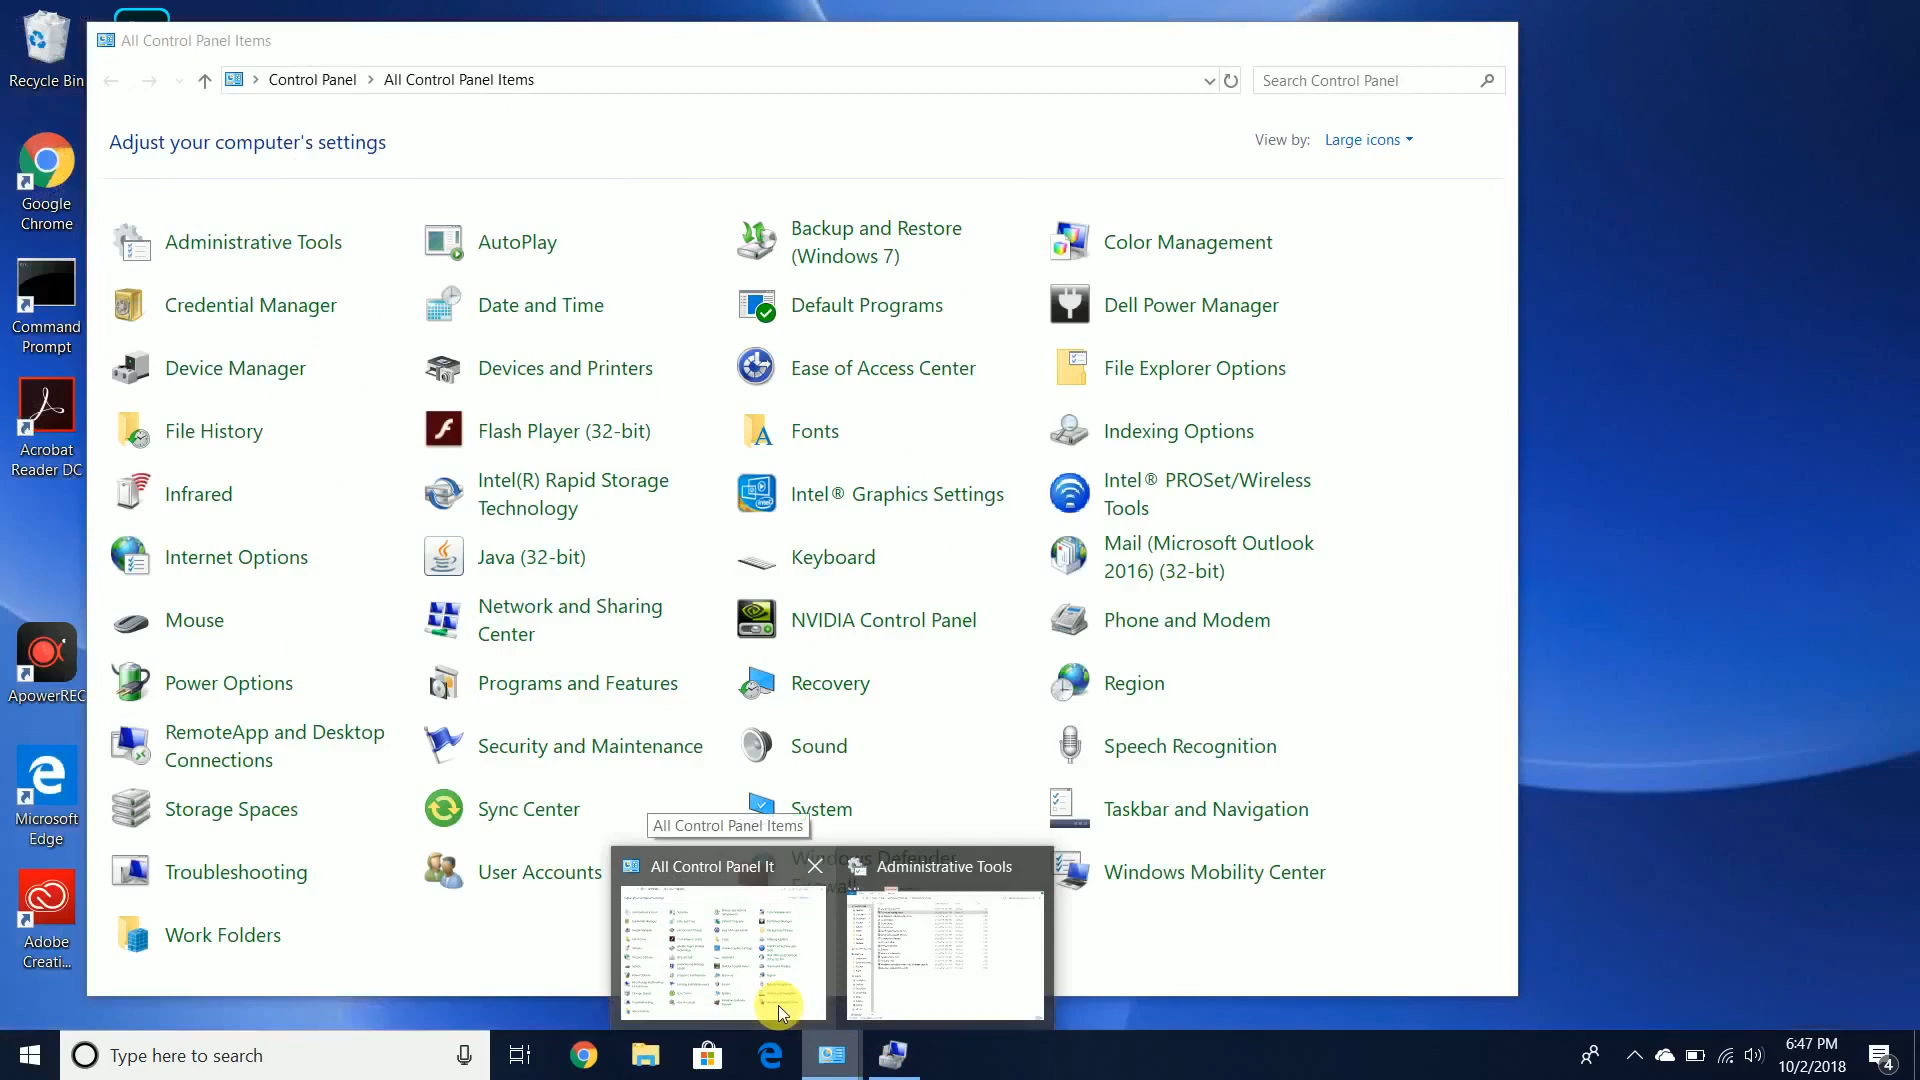 All Control Panel Items
Control Panel
All Control Panel Items
Search Control Panel
Adjust your computer's settings
View by:
Large icons
Recycle Bin
Google
Chrome
Command
Prompt
Acrobat
Reader DC
ApowerREC
Microsoft
Edge
Adobe
Creati...
Administrative Tools
AutoPlay
Backup and Restore
(Windows 7)
Color Management
Credential Manager
Date and Time
Default Programs
Dell Power Manager
Device Manager
Devices and Printers
Ease of Access Center
File Explorer Options
File History
Flash Player (32-bit)
Fonts
Indexing Options
Infrared
Intel(R) Rapid Storage
Technology
Intel® Graphics Settings
Intel® PROSet/Wireless
Tools
Internet Options
Java (32-bit)
Keyboard
Mail (Microsoft Outlook
2016) (32-bit)
Mouse
Network and Sharing
Center
NVIDIA Control Panel
Phone and Modem
Power Options
Programs and Features
Recovery
Region
RemoteApp and Desktop
Connections
Security and Maintenance
Sound
Speech Recognition
Storage Spaces
Sync Center
System
Taskbar and Navigation
Troubleshooting
User Accounts
Windows Defender
Firewall
Windows Mobility Center
Work Folders
All Control Panel Items
All Control Panel It
Administrative Tools
Type here to search
6:47 PM
10/2/2018
4